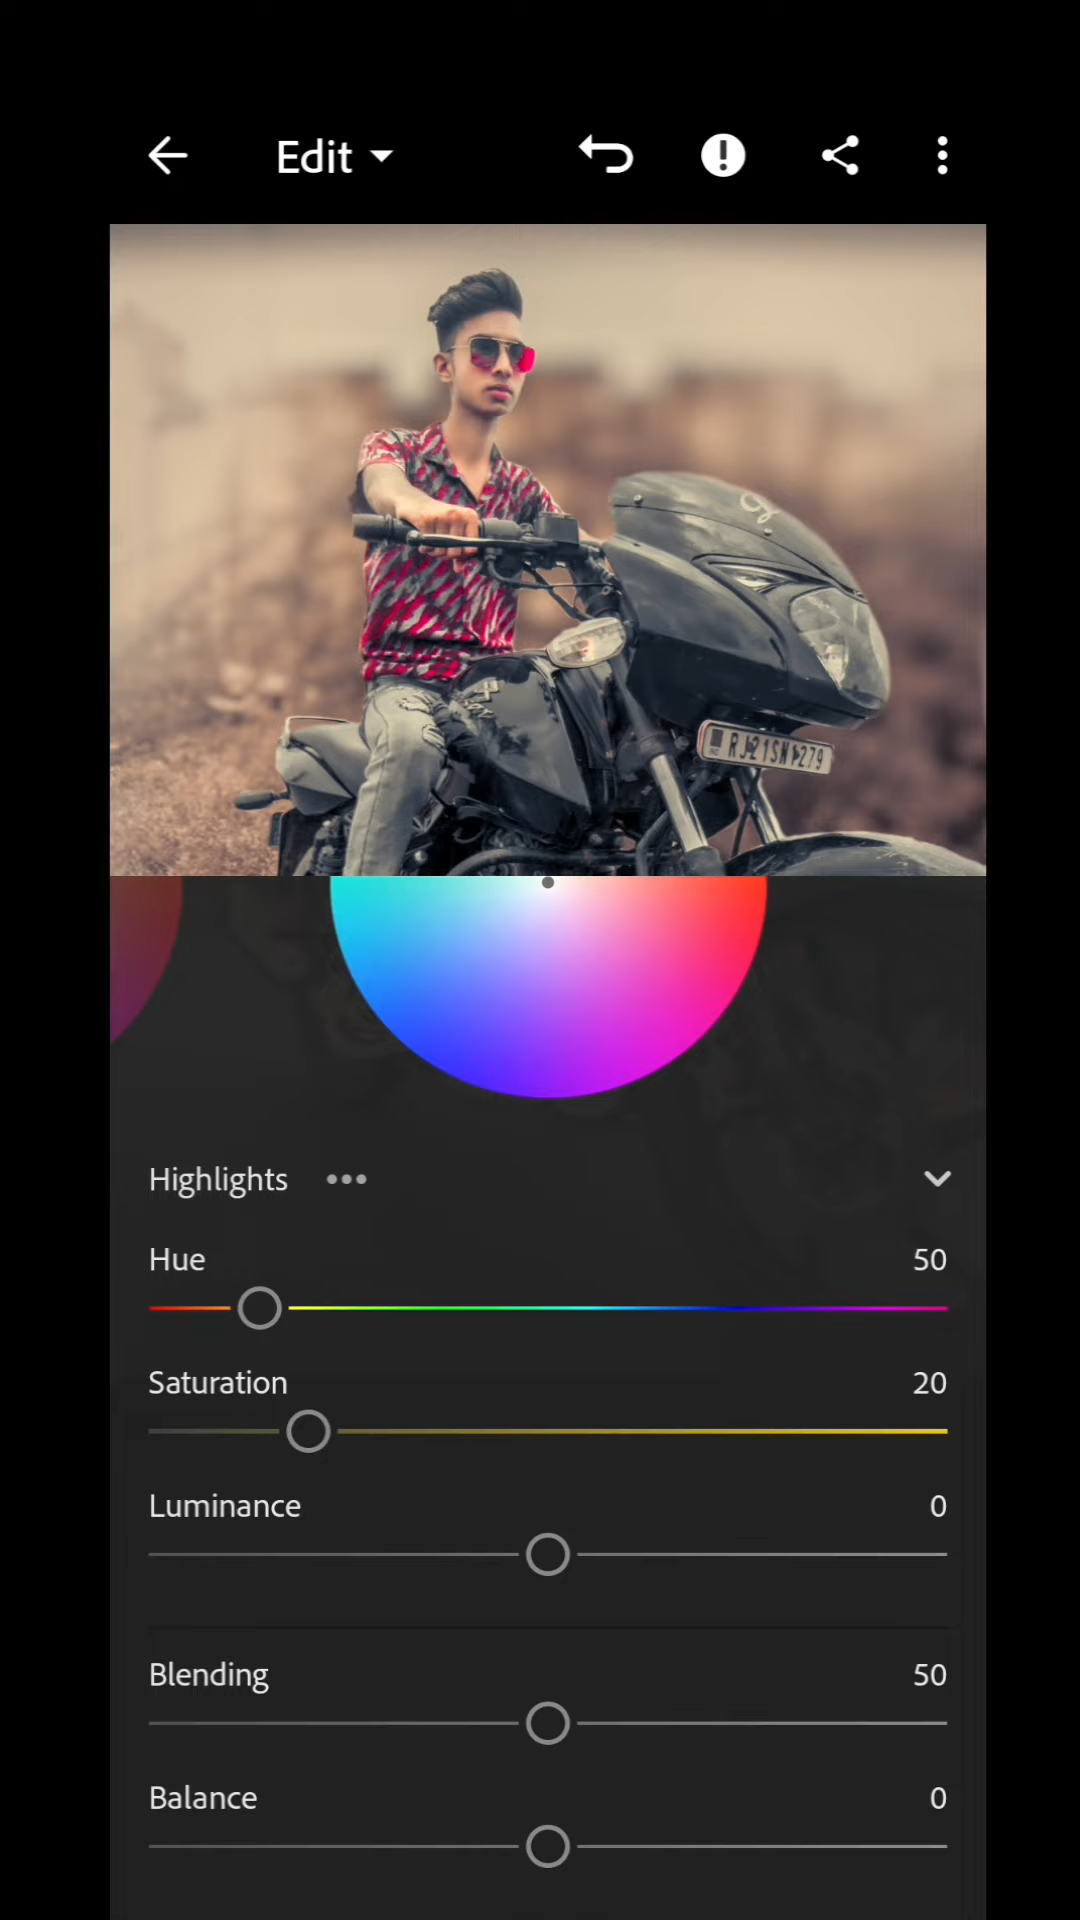 Edit
Highlights
Hue 50
Saturation 20
Luminance 0
Blending 50
Balance 0